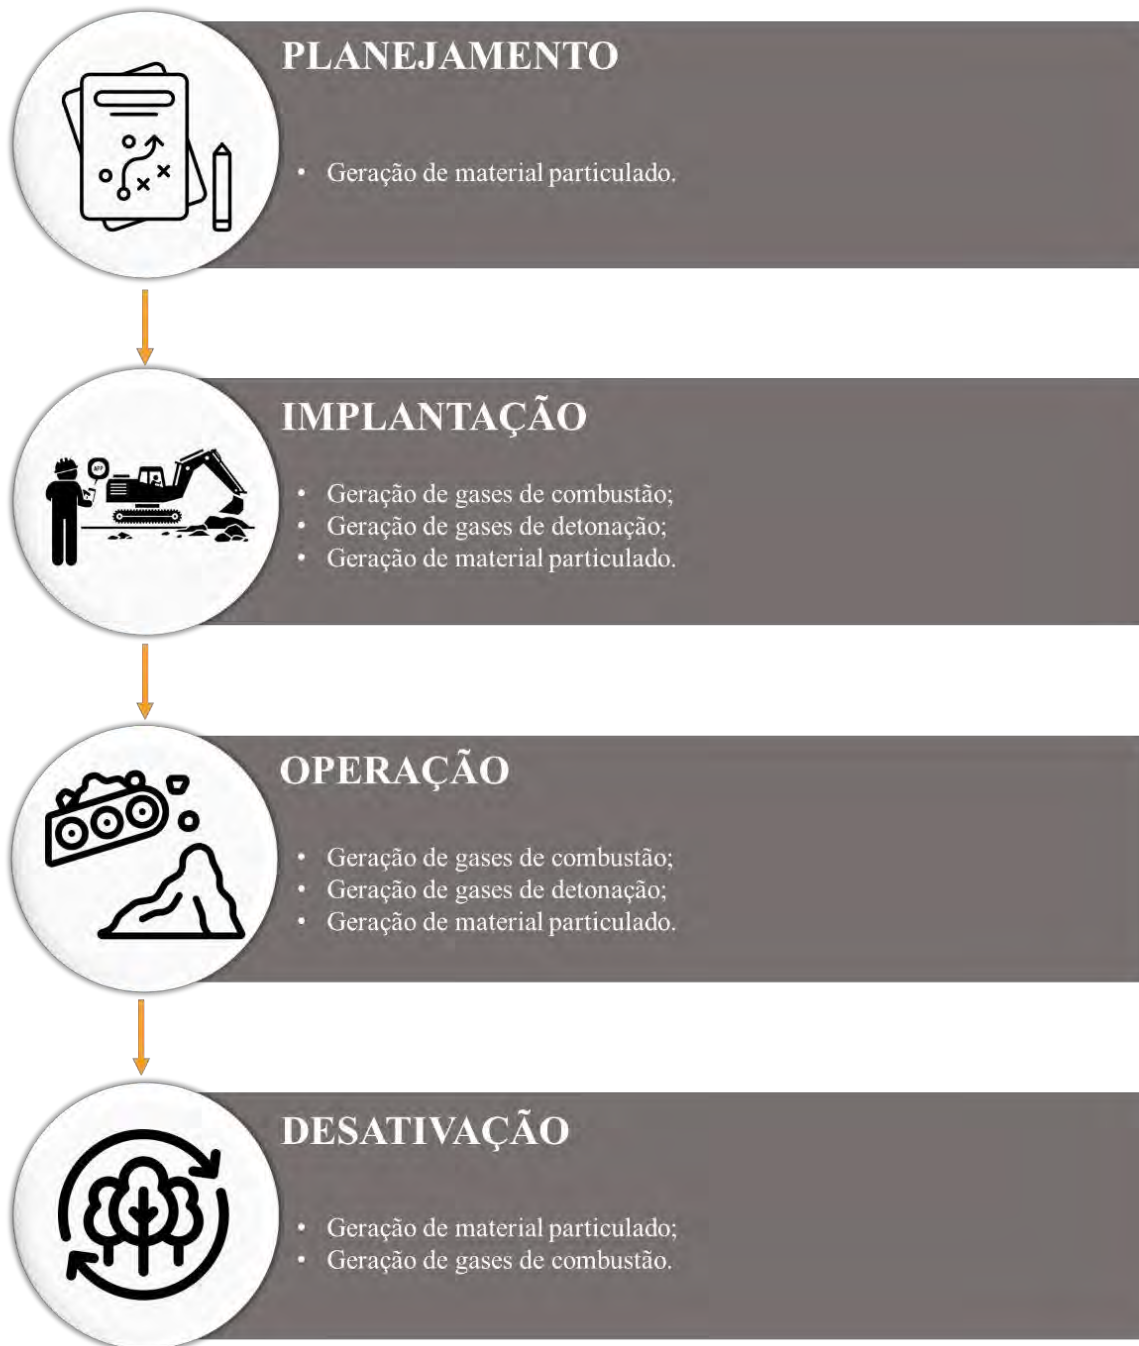 PLANEJAMENTO
• Geração de material particulado.
IMPLANTAÇÃO
• Geração de gases de combustão;
• Geração de gases de detonação;
• Geração de material particulado.
OPERAÇÃO
• Geração de gases de combustão;
• Geração de gases de detonação;
• Geração de material particulado.
DESATIVAÇÃO
• Geração de material particulado;
• Geração de gases de combustão.